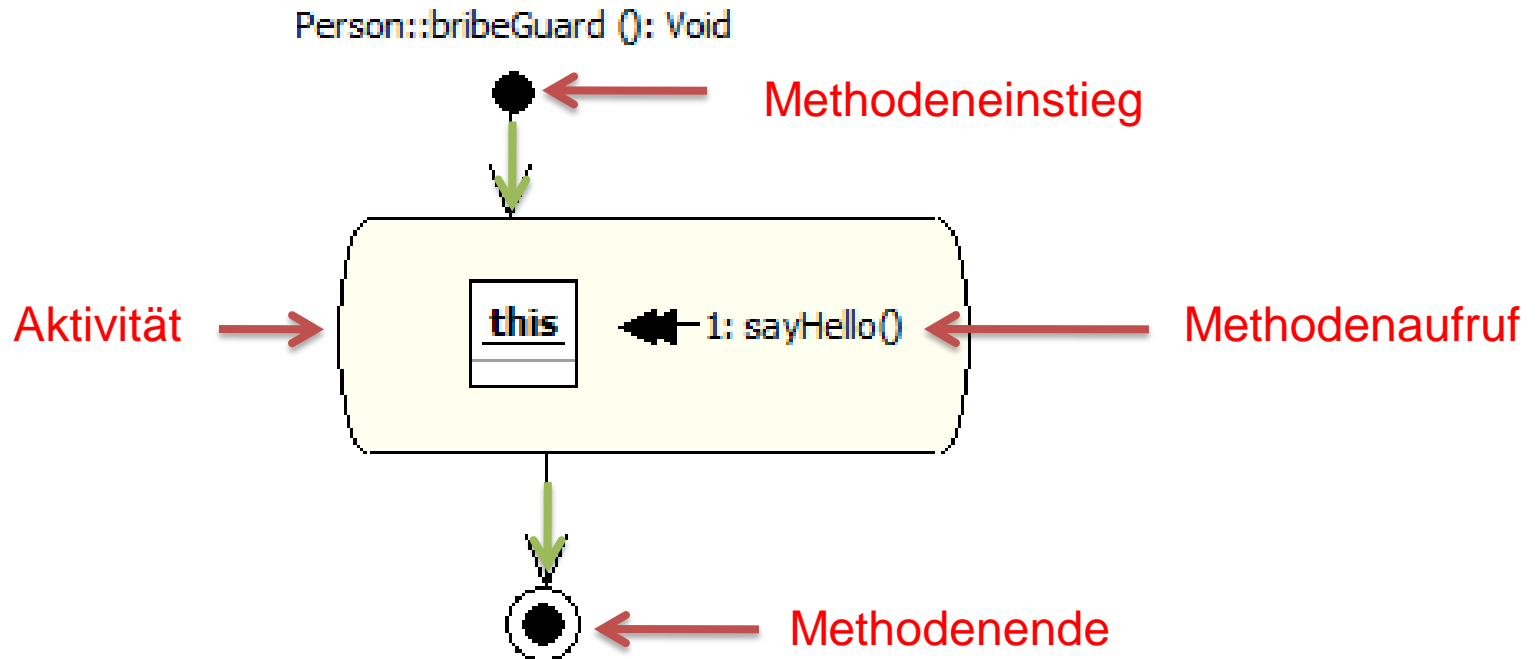 Person::bribeGuard (): Void
Methodeneinstieg
Aktivität
this
1: sayHello()
Methodenaufruf
Methodenende